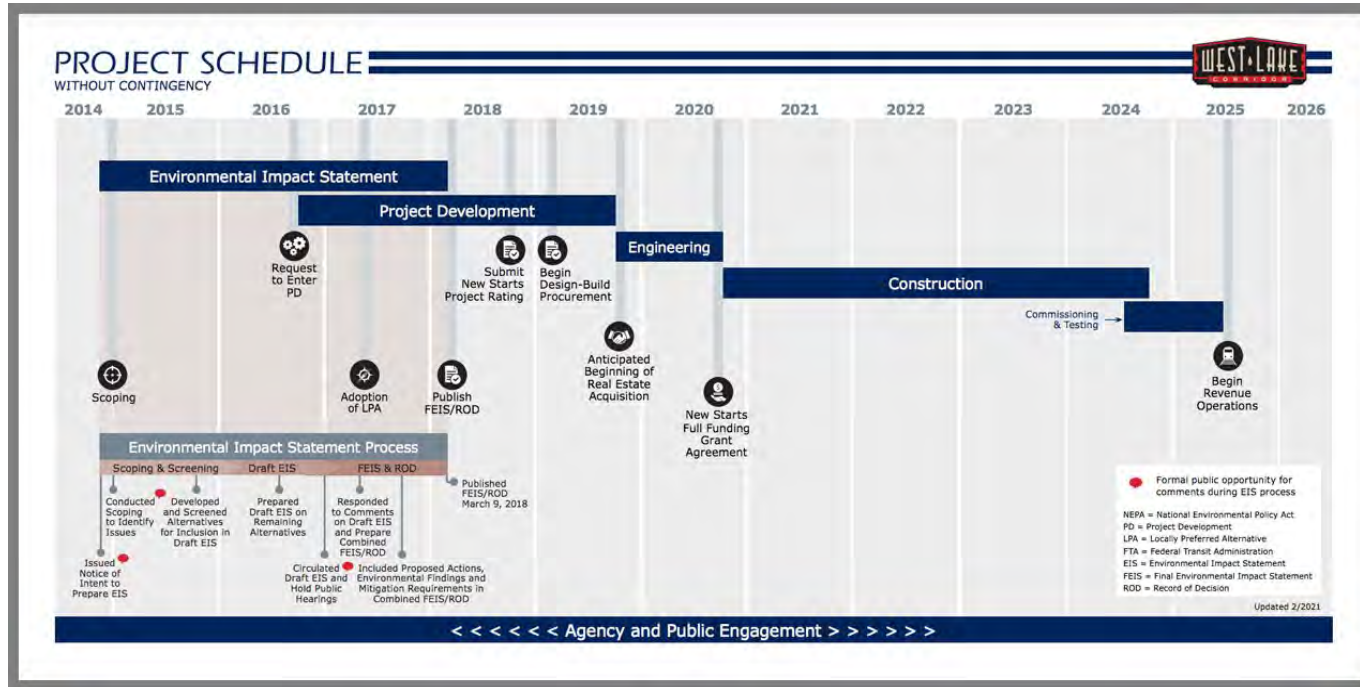 PROJECT SCHEDULE
WITHOUT CONTINGENCY
WEST LAKE
CORRIDOR
2014 2015 2016 2017 2018 2019 2020 2021 2022 2023 2024 2025 2026
Environmental Impact Statement
Project Development
Engineering
Construction
Commissioning
& Testing
Request
to Enter
PD
Submit
New Starts
Project Rating
Begin
Design-Build
Procurement
Scoping
Adoption
of LPA
Publish
FEIS/ROD
Anticipated
Beginning of
Real Estate
Acquisition
New Starts
Full Funding
Grant
Agreement
Begin
Revenue
Operations
Environmental Impact Statement Process
Scoping & Screening Draft EIS FEIS & ROD
Conducted
Scoping
to Identify
Issues
Developed
and Screened
Alternatives
for Inclusion in
Draft EIS
Prepared
Draft EIS on
Remaining
Alternatives
Responded
to Comments
on Draft EIS
and Prepare
Combined
FEIS/ROD
Published
FEIS/ROD
March 9, 2018
Issued
Notice of
Intent to
Prepare EIS
Circulated
Draft EIS and
Hold Public
Hearings
Included Proposed Actions,
Environmental Findings and
Mitigation Requirements in
Combined FEIS/ROD
Formal public opportunity for
comments during EIS process
NEPA = National Environmental Policy Act
PD = Project Development
LPA = Locally Preferred Alternative
FTA = Federal Transit Administration
EIS = Environmental Impact Statement
FEIS = Final Environmental Impact Statement
ROD = Record of Decision
Updated 2/2021
< < < < < < Agency and Public Engagement > > > > > >